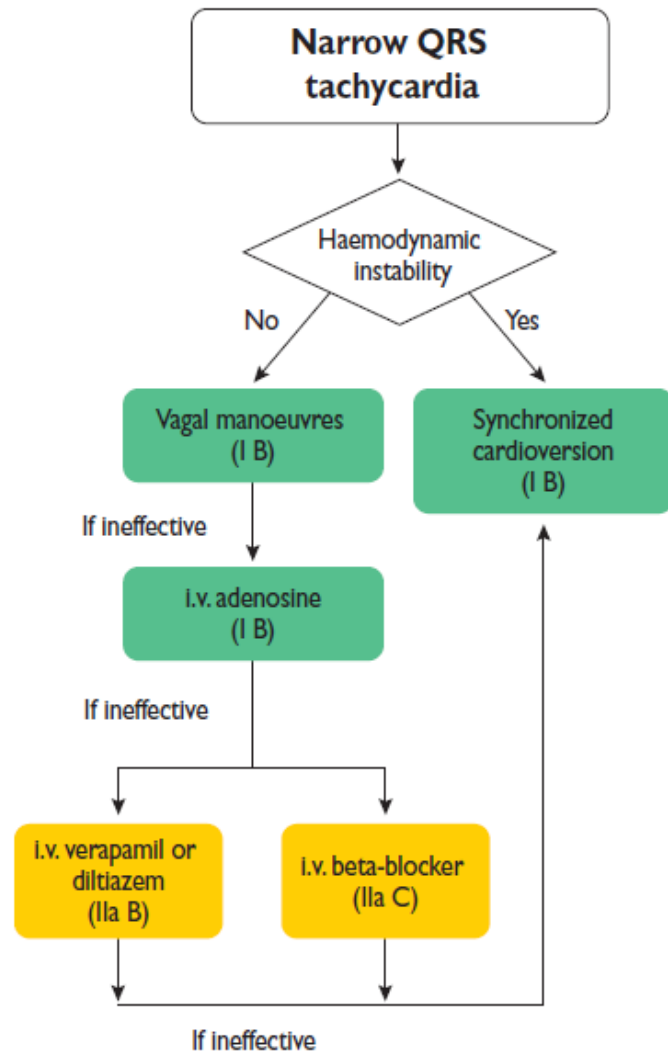 Narrow QRS
tachycardia
Haemodynamic
instability
No
Yes
Vagal manoeuvres
(I B)
Synchronized
cardioversion
(I B)
If ineffective
i.v. adenosine
(I B)
If ineffective
i.v. verapamil or
diltiazem
(IIa B)
i.v. beta-blocker
(IIa C)
If ineffective